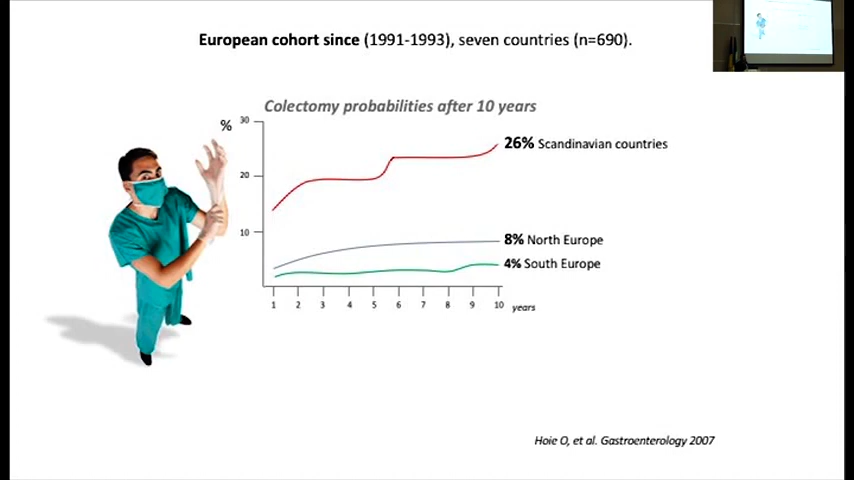 European cohort since (1991-1993), seven countries (n=690).
Colectomy probabilities after 10 years
%
30
20
10
26% Scandinavian countries
8% North Europe
4% South Europe
1 2 3 4 5 6 7 8 9 10 years
Hoie O, et al. Gastroenterology 2007